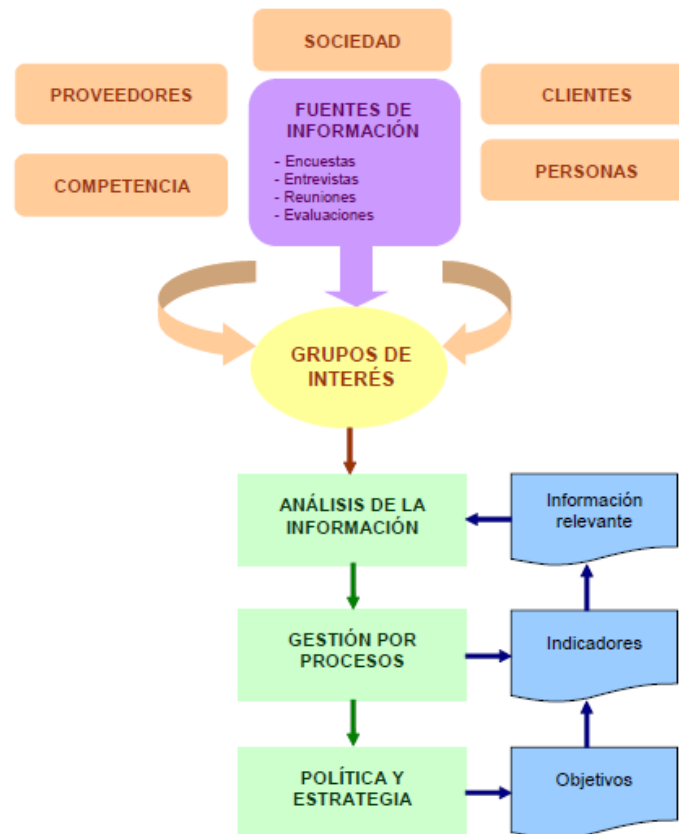 SOCIEDAD
PROVEEDORES
CLIENTES
FUENTES DE
INFORMACIÓN
- Encuestas
- Entrevistas
- Reuniones
- Evaluaciones
COMPETENCIA
PERSONAS
GRUPOS DE
INTERÉS
ANÁLISIS DE LA
INFORMACIÓN
Información
relevante
GESTIÓN POR
PROCESOS
Indicadores
POLÍTICA Y
ESTRATEGIA
Objetivos